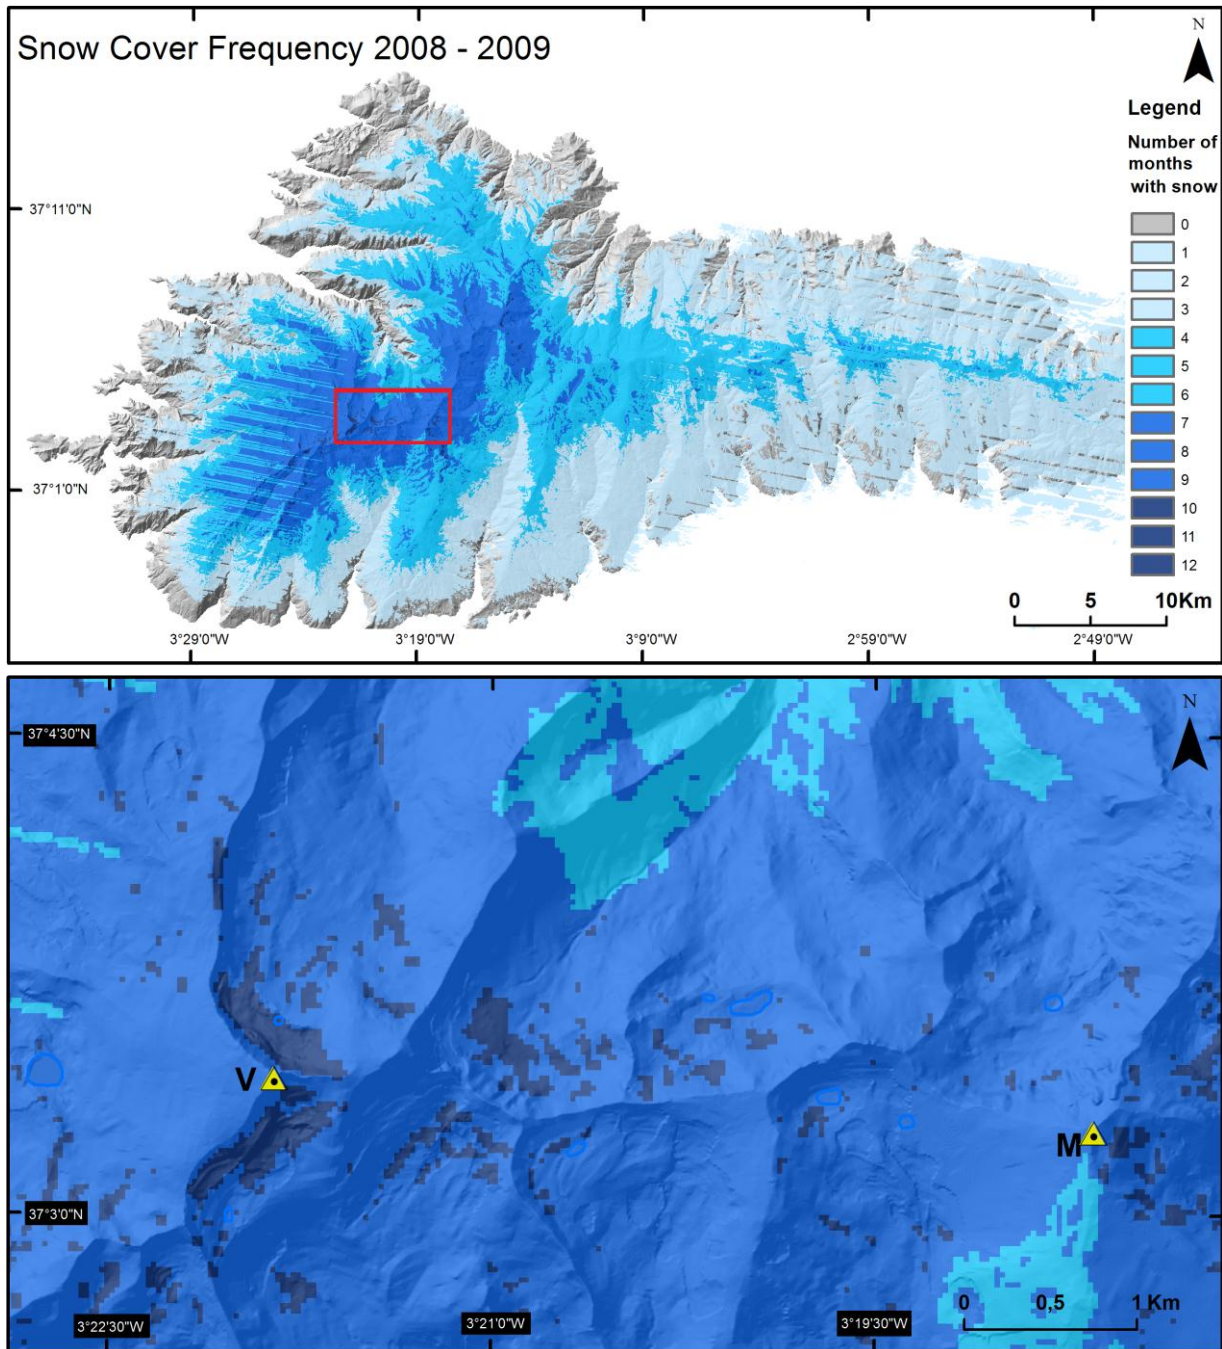 Snow Cover Frequency 2008 - 2009
N
Legend
Number of
months
with snow
0
1
2
3
4
5
6
7
8
9
10
11
12
37°11'0"N
37°1'0"N
0 5 10Km
3°29'0"W 3°19'0"W 3°9'0"W 2°59'0"W 2°49'0"W
N
37°4'30"N
V
M
37°3'0"N
0 0,5 1 Km
3°22'30"W 3°21'0"W 3°19'30"W